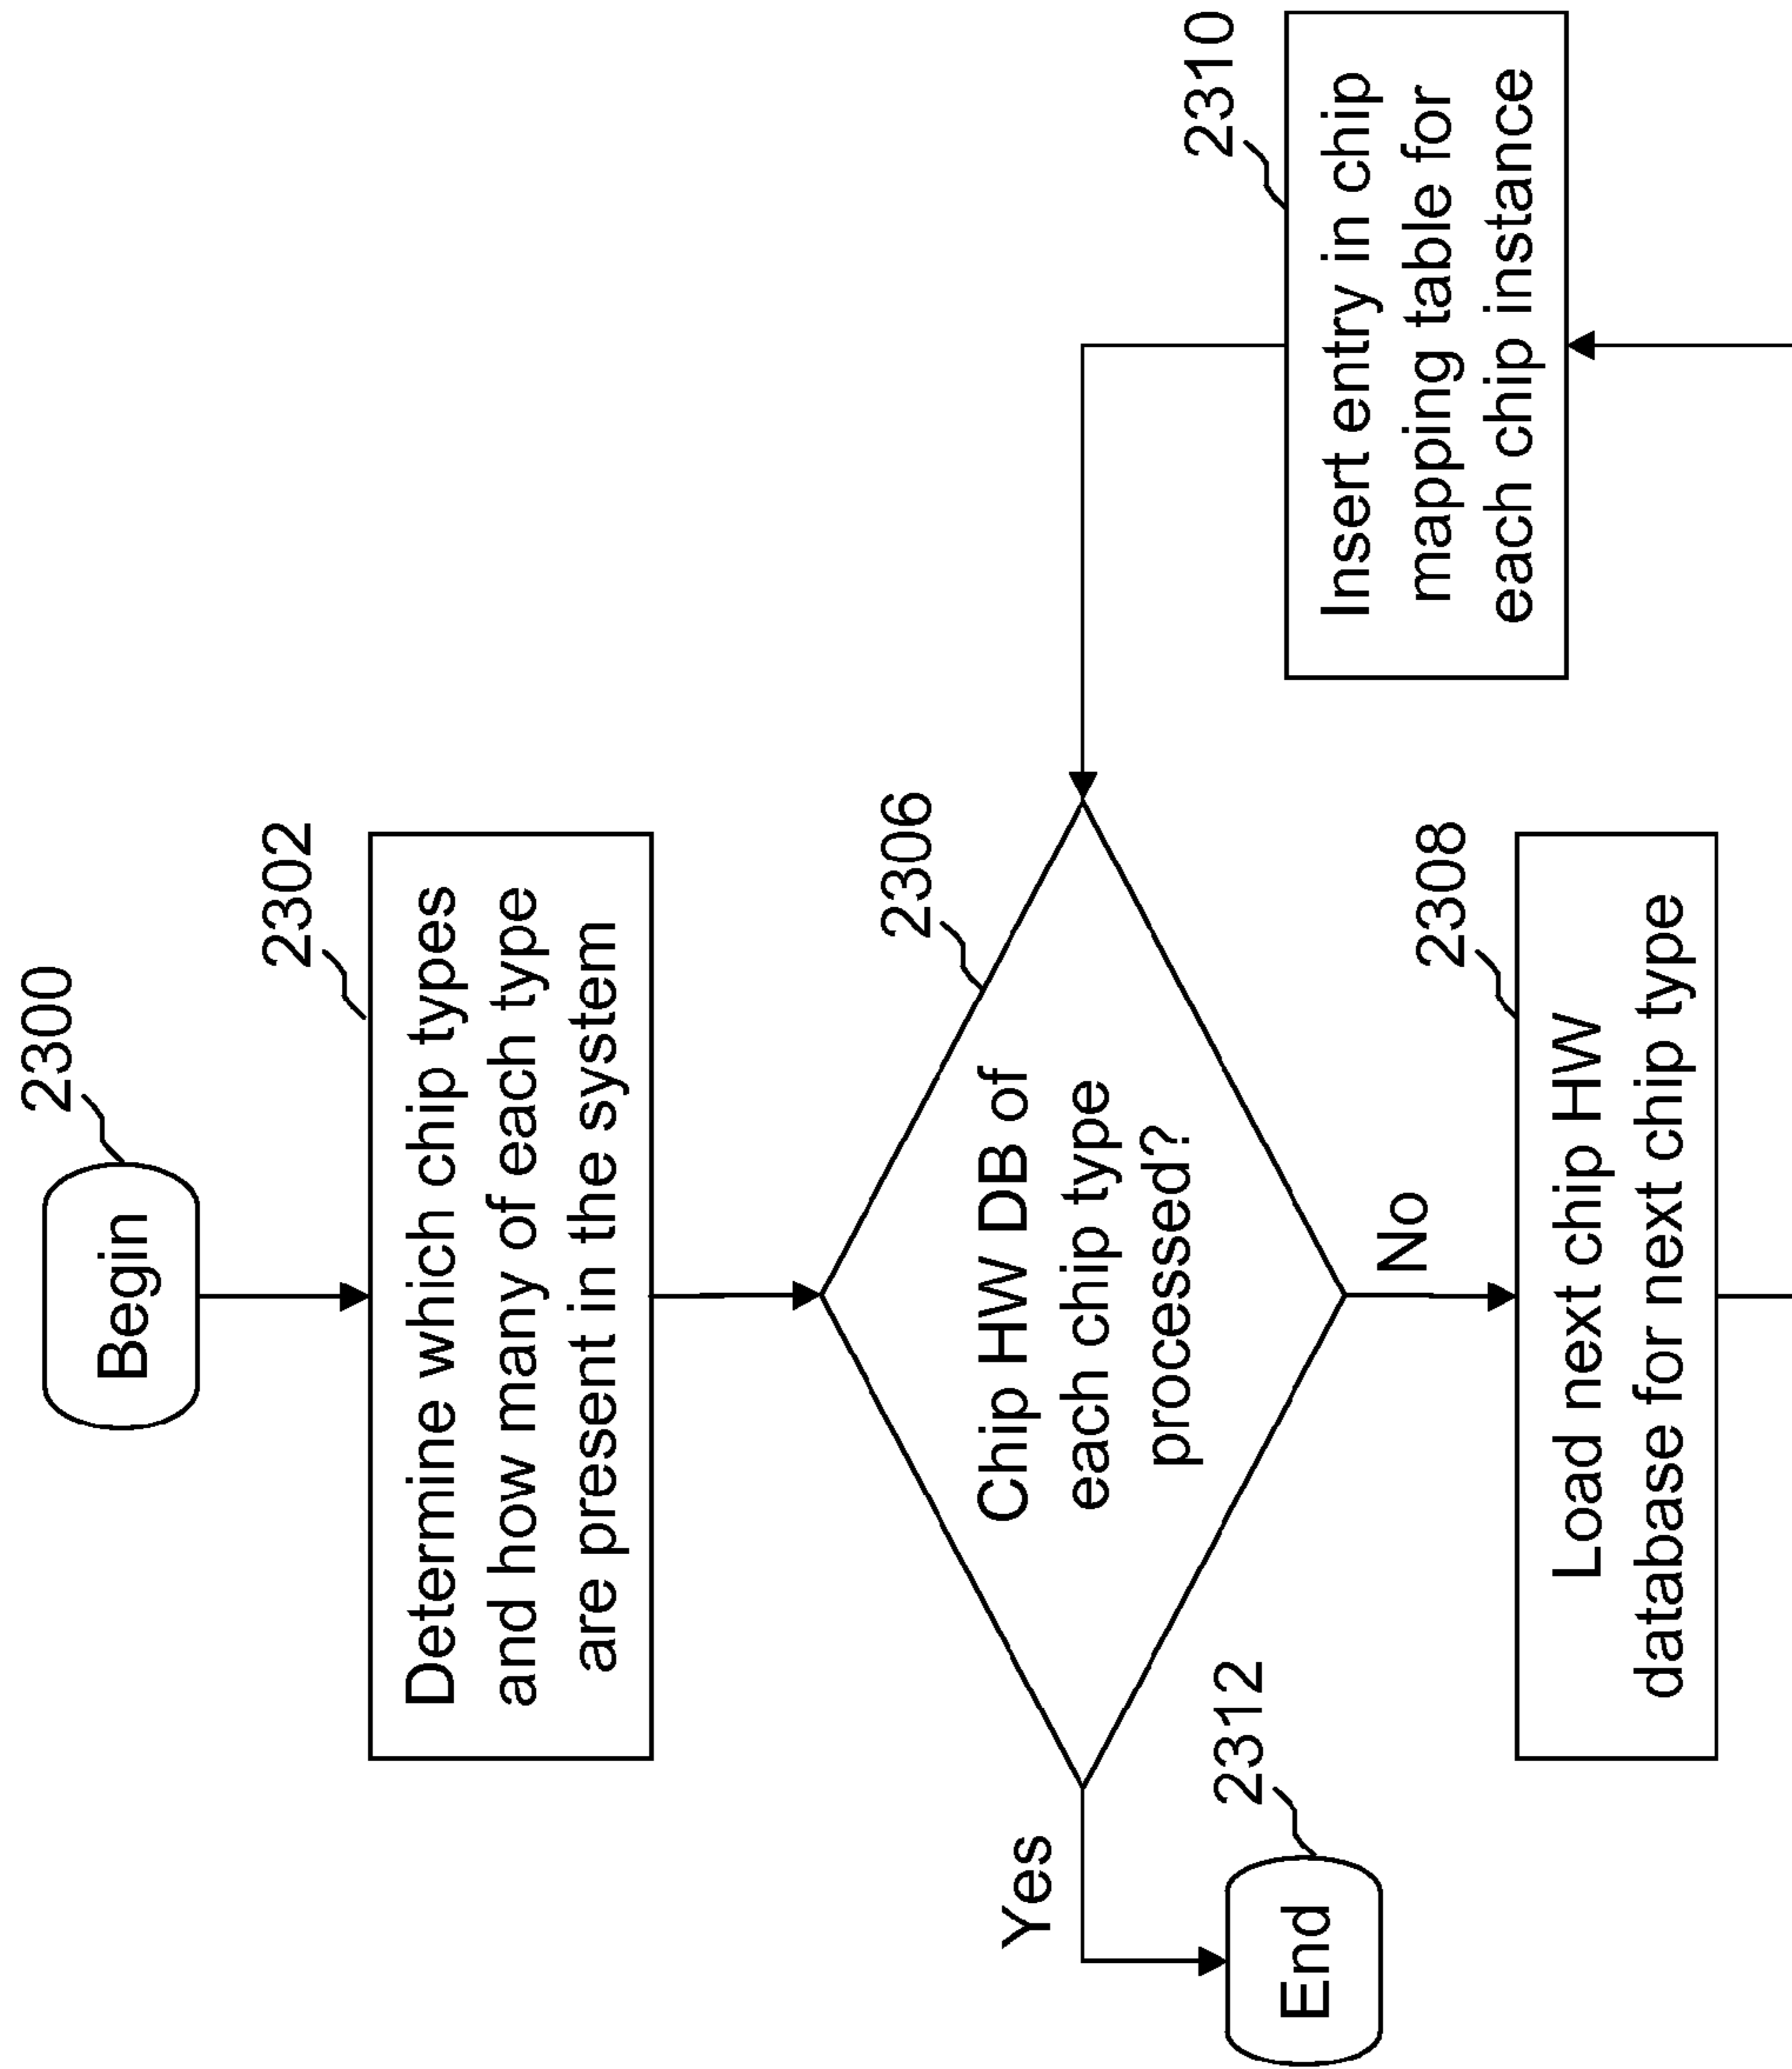 2300
Begin
2302
Determine which chip types
and how many of each type
are present in the system
2306
Chip HW DB of
each chip type
processed?
Yes
2312
End
No
2308
Load next chip HW
database for next chip type
2310
Insert entry in chip
mapping table for
each chip instance